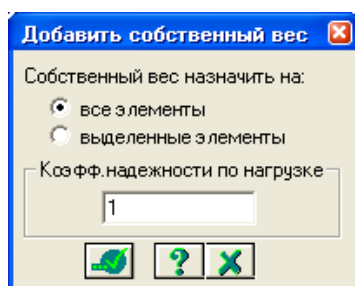 Добавить собственный вес
Собственный вес назначить на:
все элементы
выделенные элементы
Коэфф.надежности по нагрузке
1
?